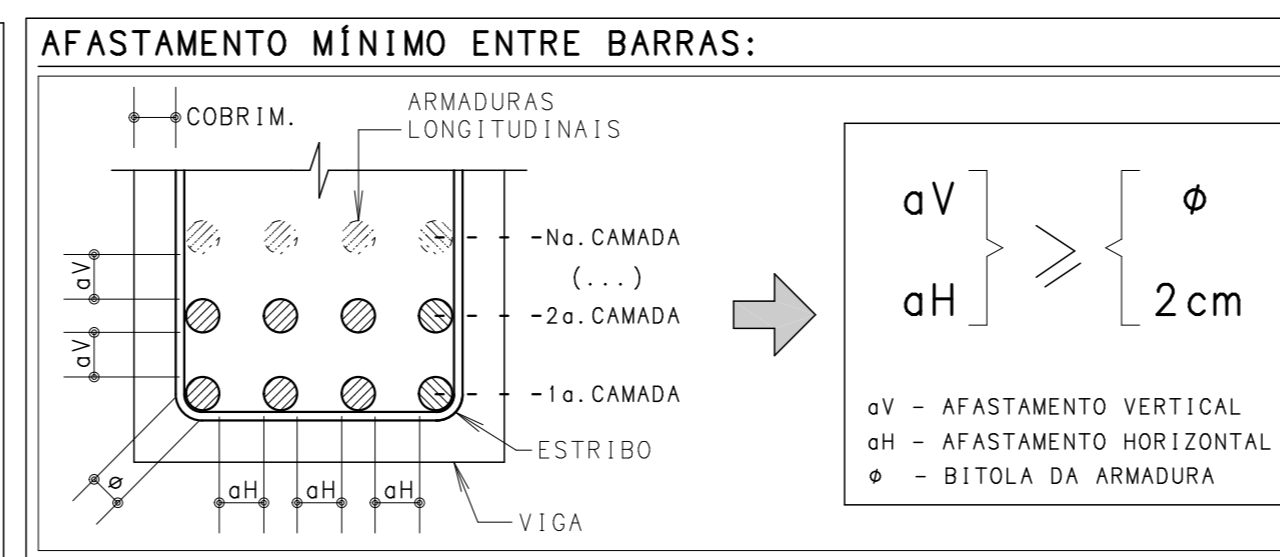 AFASTAMENTO MÍNIMO ENTRE BARRAS:
COBRIM.
ARMADURAS
LONGITUDINAIS
aV
aV
-Na.CAMADA
(...)
-2a.CAMADA
-1a.CAMADA
ESTRIBO
VIGA
ø
aH
aH
aH
aV
aH
⩾
ø
2cm
aV - AFASTAMENTO VERTICAL
aH - AFASTAMENTO HORIZONTAL
ø - BITOLA DA ARMADURA